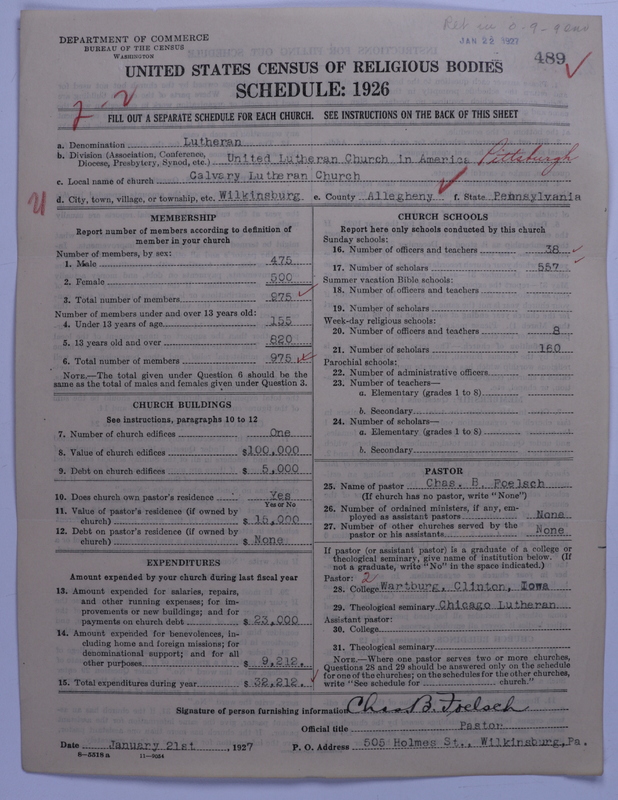 JAN 22 1927
489
DEPARTMENT OF COMMERCE
BUREAU OF THE CENSUS
WASHINGTON
UNITED STATES CENSUS OF RELIGIOUS BODIES
SCHEDULE: 1926
2-2
FILL OUT A SEPARATE SCHEDULE FOR EACH CHURCH. SEE INSTRUCTIONS ON THE BACK OF THIS SHEET
a. Denomination Lutheran
b. Division (Association, Conference, Diocese, Presbytery, Synod, etc.) United Lutheran Church in America Pittsburgh
c. Local name of church Calvary Lutheran Church
d. City, town, village, or township, etc. Wilkinsburg e. County Allegheny f. State Pennsylvania
MEMBERSHIP
Report number of members according to definition of
member in your church
Number of members, by sex:
1. Male 475
2. Female 500
3. Total number of members 975
Number of members under and over 13 years old:
4. Under 13 years of age 155
5. 13 years old and over 820
6. Total number of members 975
NOTE.—The total given under Question 6 should be the
same as the total of males and females given under Question 3.
CHURCH BUILDINGS
See instructions, paragraphs 10 to 12
7. Number of church edifices One
8. Value of church edifices $100,000
9. Debt on church edifices $ 5,000
10. Does church own pastor's residence Yes
Yes or No
11. Value of pastor's residence (if owned by
church) $ 15,000
12. Debt on pastor's residence (if owned by
church) $ None
EXPENDITURES
Amount expended by your church during last fiscal year
13. Amount expended for salaries, repairs,
and other running expenses; for im-
provements or new buildings; and for
payments on church debt $ 23,000
14. Amount expended for benevolences, in-
cluding home and foreign missions; for
denominational support; and for all
other purposes $ 9,212.
15. Total expenditures during year $ 32,212.
CHURCH SCHOOLS
Report here only schools conducted by this church
Sunday schools:
16. Number of officers and teachers 38
17. Number of scholars 557
Summer vacation Bible schools:
18. Number of officers and teachers
19. Number of scholars
Week-day religious schools:
20. Number of officers and teachers 8
21. Number of scholars 160
Parochial schools:
22. Number of administrative officers
23. Number of teachers—
a. Elementary (grades 1 to 8)
b. Secondary
24. Number of scholars—
a. Elementary (grades 1 to 8)
b. Secondary
PASTOR
25. Name of pastor Chas. B. Foelsch
(If church has no pastor, write "None")
26. Number of ordained ministers, if any, em-
ployed as assistant pastors None
27. Number of other churches served by the
pastor or his assistants None
If pastor (or assistant pastor) is a graduate of a college or
theological seminary, give name of institution below. (If
not a graduate, write "No" in the space indicated.)
Pastor: 2
28. College Wartburg, Clinton, Iowa
29. Theological seminary Chicago Lutheran
Assistant pastor:
30. College
31. Theological seminary
NOTE.—Where one pastor serves two or more churches,
Questions 28 and 29 should be answered only on the schedule
for one of the churches; on the schedules for the other churches,
write "See schedule for church."
Signature of person furnishing information Chas B. Foelsch
Official title Pastor
Date January 21st, 1927 P. O. Address 505 Holmes St., Wilkinsburg, Pa.
8-5518 a 11-9054